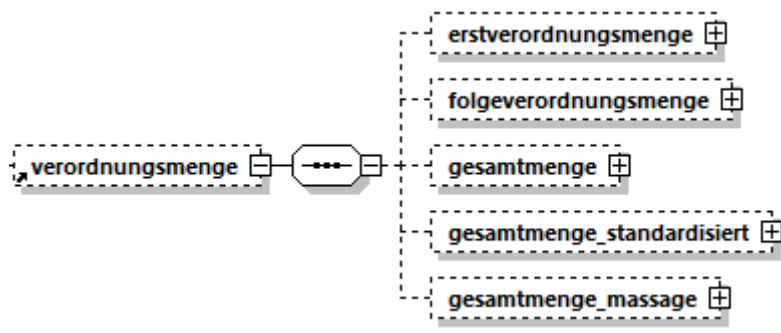 erstverordnungsmenge
folgeverordnungsmenge
verordnungsmenge
gesamtmenge
gesamtmenge_standardisiert
gesamtmenge_massage